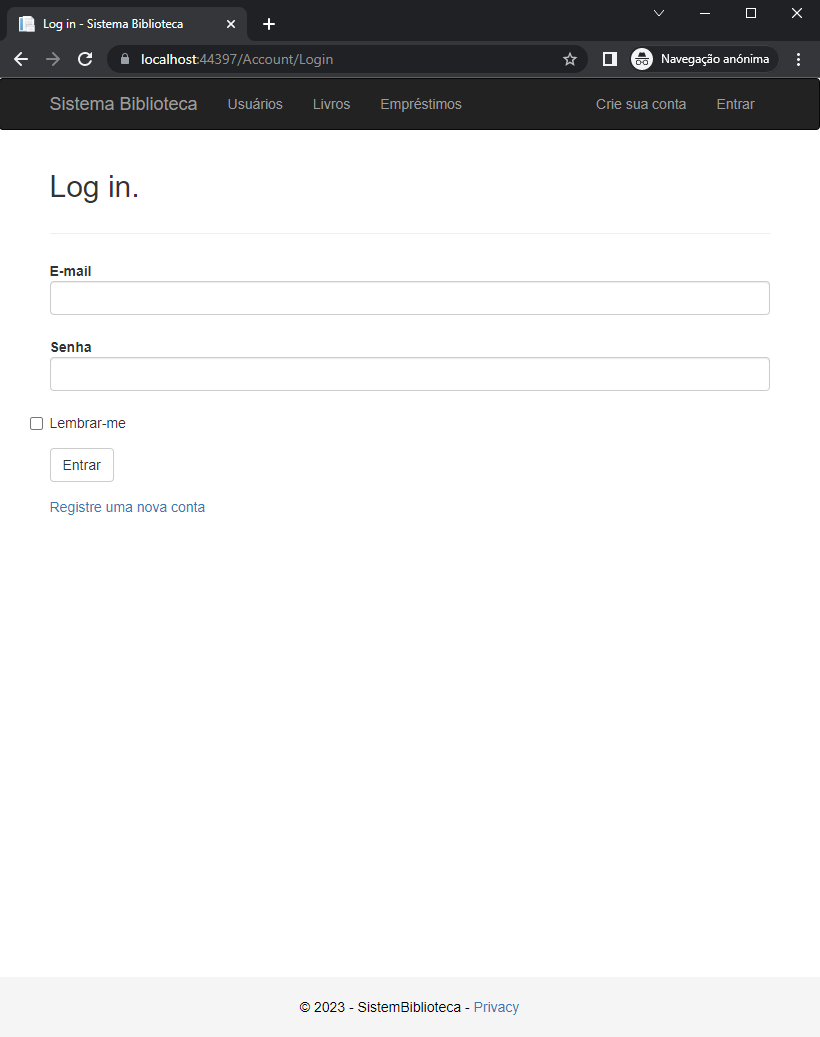 Log in - Sistema Biblioteca
localhost:44397/Account/Login
Navegação anónima
Sistema Biblioteca Usuários Livros Empréstimos Crie sua conta Entrar
Log in.
E-mail
Senha
Lembrar-me
Entrar
Registre uma nova conta
© 2023 - SistemBiblioteca - Privacy